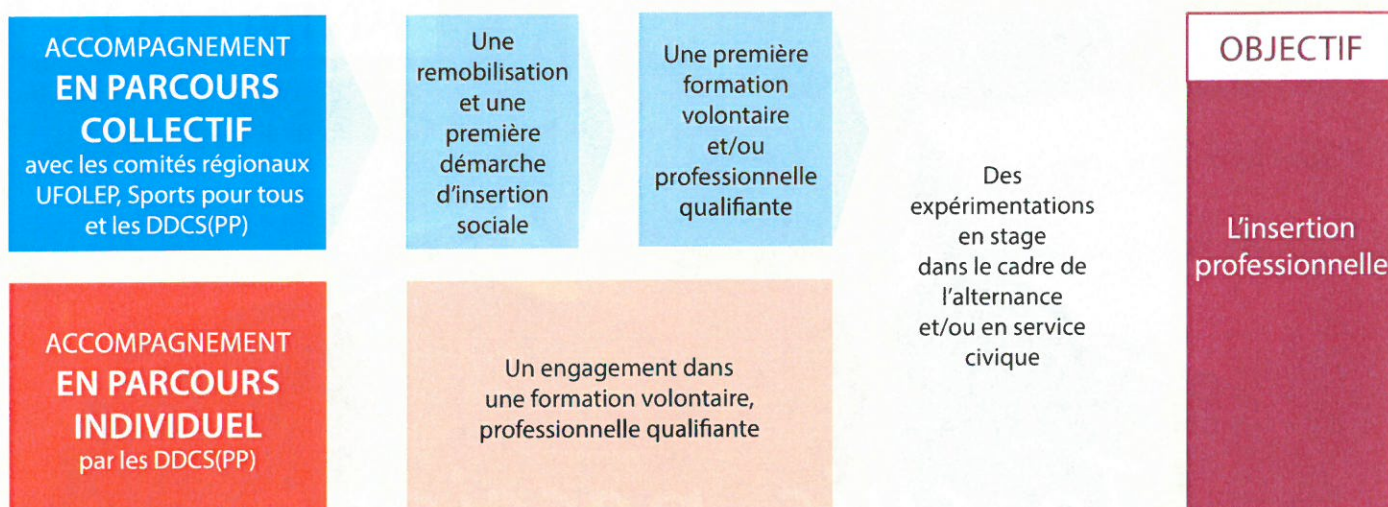 ACCOMPAGNEMENT
EN PARCOURS
COLLECTIF
avec les comités régionaux
UFOLEP, Sports pour tous
et les DDCS(PP)
Une
remobilisation
et une
première
démarche
d'insertion
sociale
Une première
formation
volontaire
et/ou
professionnelle
qualifiante
ACCOMPAGNEMENT
EN PARCOURS
INDIVIDUEL
par les DDCS(PP)
Un engagement dans
une formation volontaire,
professionnelle qualifiante
Des
expérimentations
en stage
dans le cadre de
l'alternance
et/ou en service
civique
OBJECTIF
L'insertion
professionnelle